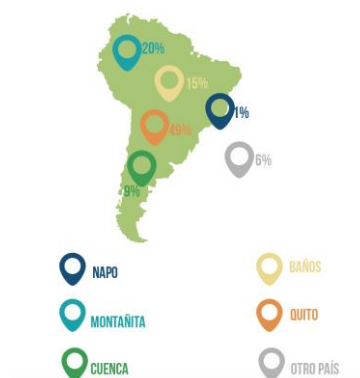 20%
15%
1%
49%
6%
9%
NAPO
BAÑOS
MONTAÑITA
QUITO
CUENCA
OTRO PAÍS